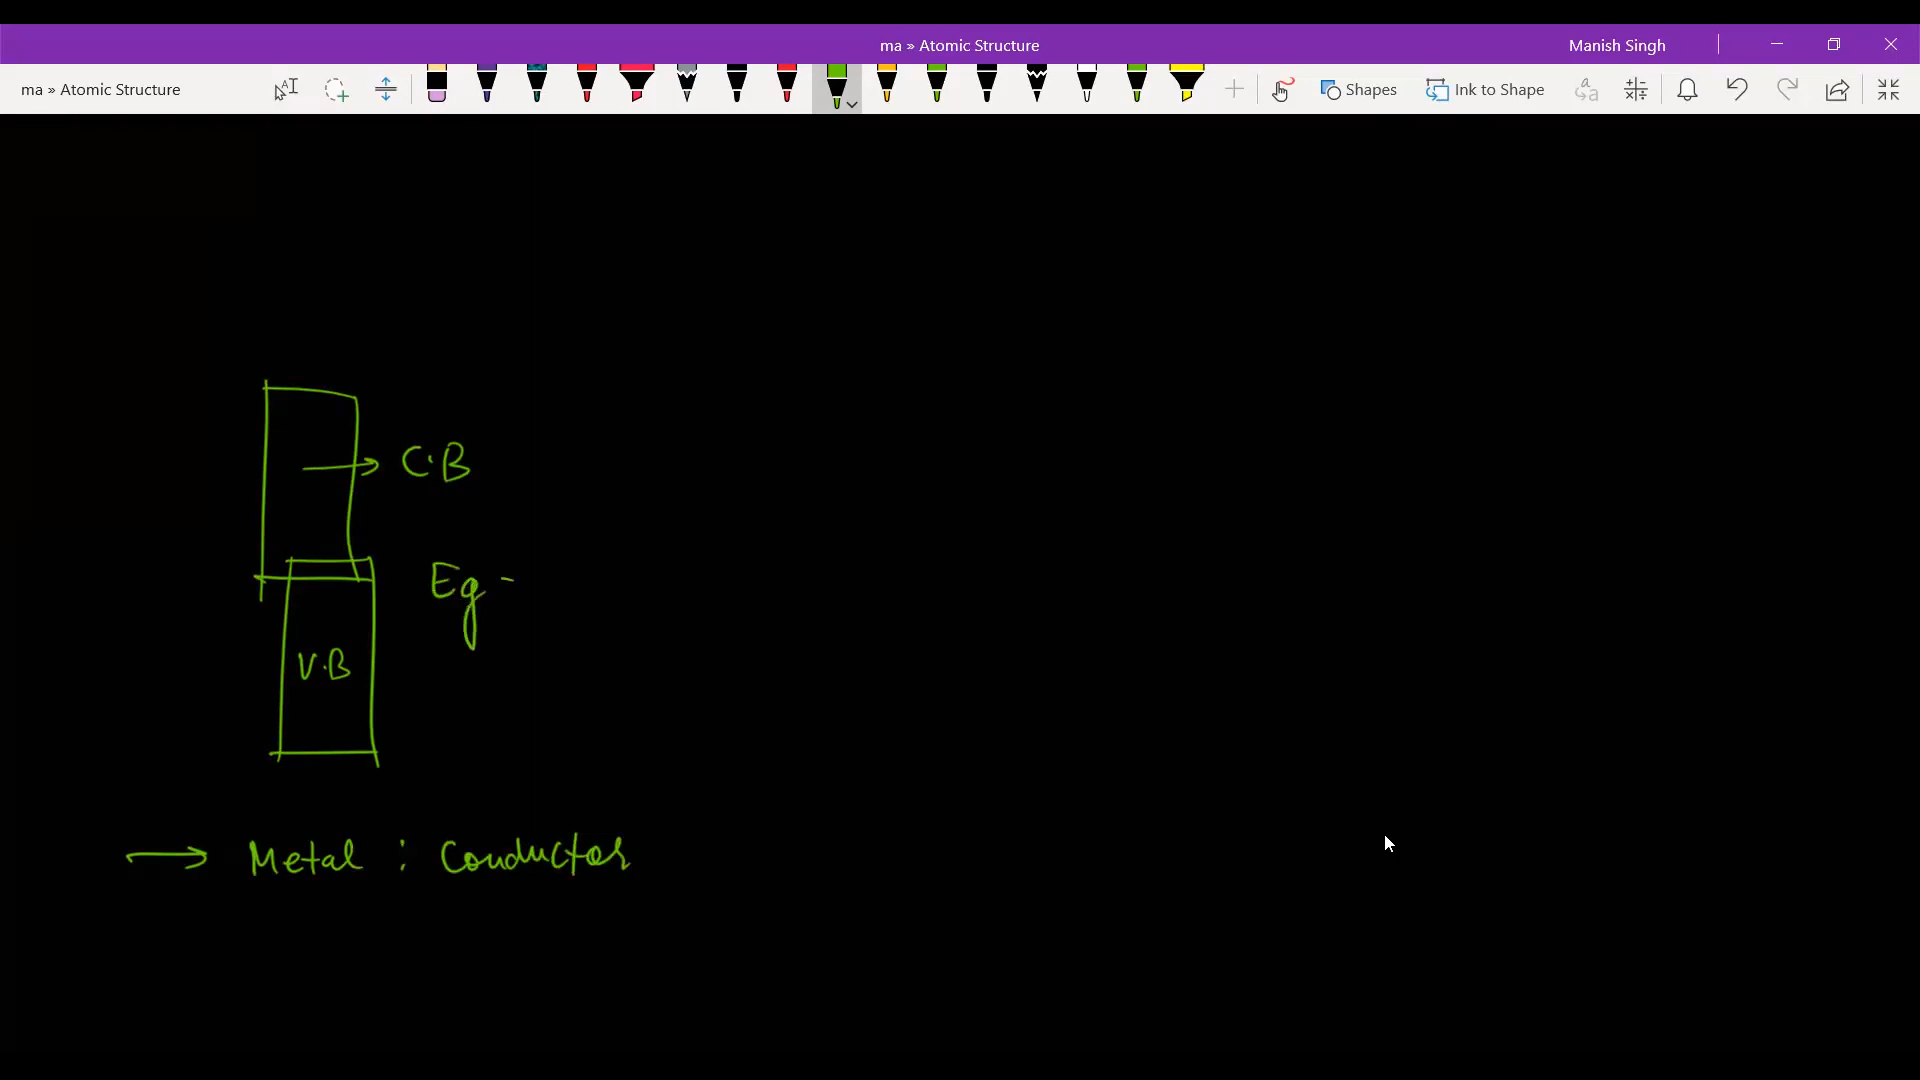 ma » Atomic Structure
Manish Singh
ma » Atomic Structure
Shapes
Ink to Shape
C.B
Eg -
V.B
→ Metal : Conductor